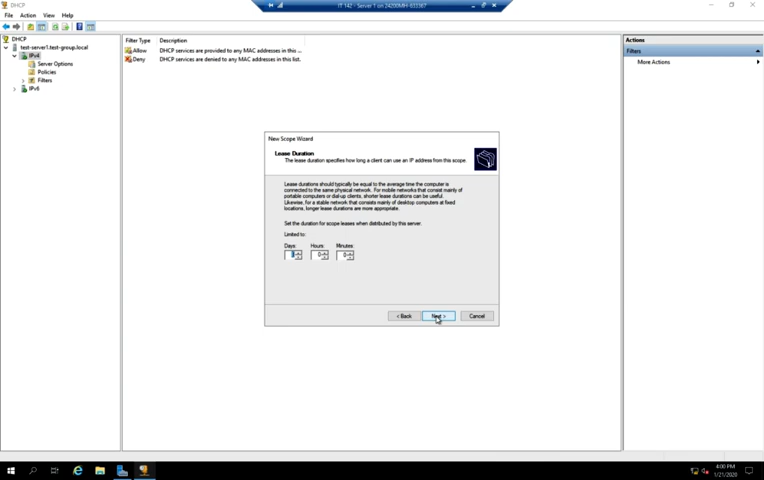 DHCP
IT 142 - Server 1 on 24200MH-833367
File Action View Help
DHCP
test-server1.test-group.local
IPv4
Server Options
Policies
Filters
IPv6
Filter Type Description
Allow DHCP services are provided to any MAC addresses in this ...
Deny DHCP services are denied to any MAC addresses in this list.
Actions
Filters
More Actions
New Scope Wizard
Lease Duration
The lease duration specifies how long a client can use an IP address from this scope.
Lease durations should typically be equal to the average time the computer is
connected to the same physical network. For mobile networks that consist mainly of
portable computers or dial-up clients, shorter lease durations can be useful.
Likewise, for a stable network that consists mainly of desktop computers at fixed
locations, longer lease durations are more appropriate.
Set the duration for scope leases when distributed by this server.
Limited to:
Days: Hours: Minutes:
0 0
< Back Next > Cancel
4:00 PM
1/21/2020